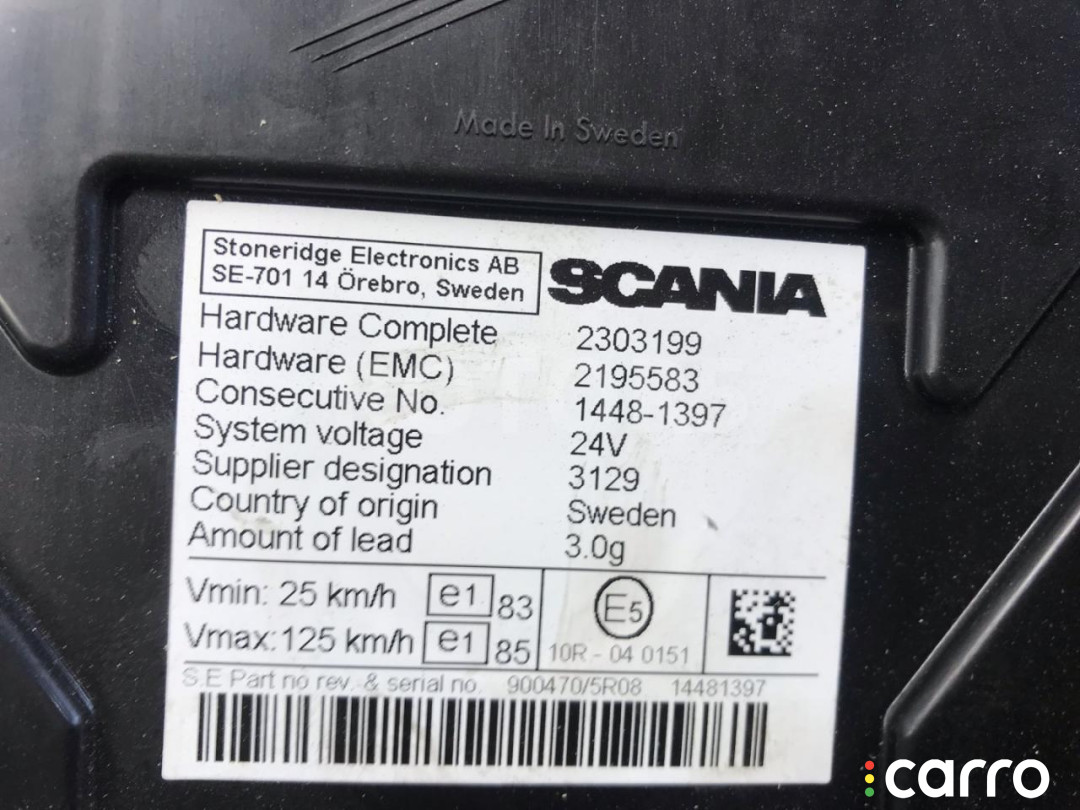 Made In Sweden
Stoneridge Electronics AB
SE-701 14 Örebro, Sweden
SCANIA
Hardware Complete 2303199
Hardware (EMC) 2195583
Consecutive No. 1448-1397
System voltage 24V
Supplier designation 3129
Country of origin Sweden
Amount of lead 3.0g
Vmin: 25 km/h e1 83
Vmax: 125 km/h e1 85
E5
10R - 04 0151
S.E Part no rev. & serial no. 900470/5R08 14481397
carro